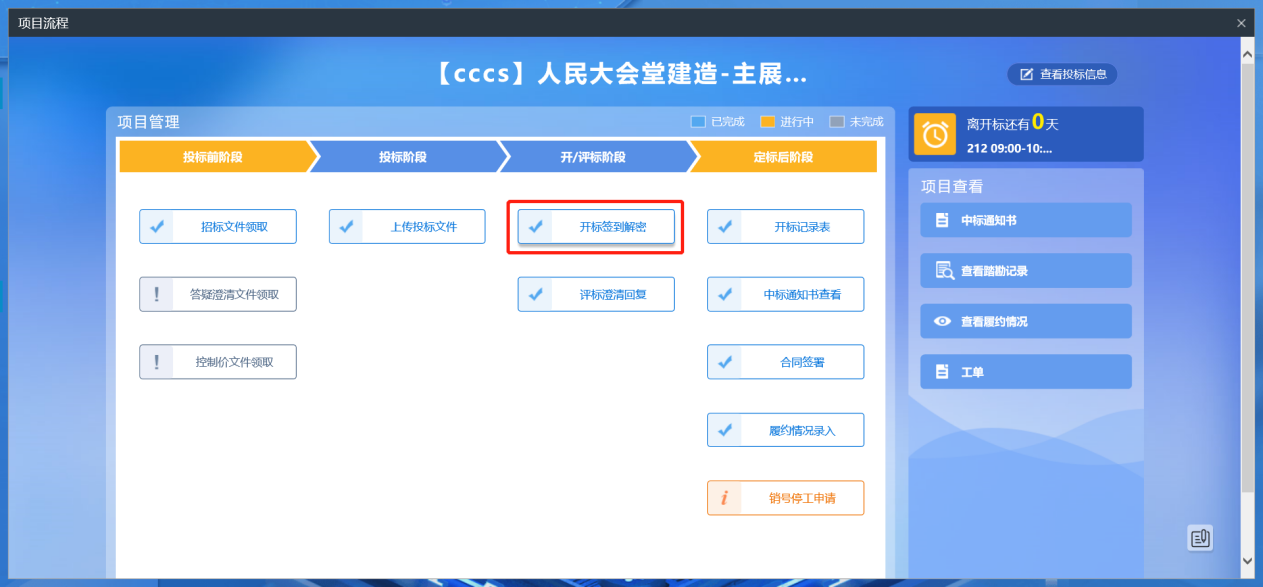 项目流程
【cccs】人民大会堂建造-主展...
查看投标信息
项目管理
已完成 进行中 未完成
投标前阶段 投标阶段 开/评标阶段 定标后阶段
招标文件领取 上传投标文件 开标签到解密 开标记录表
答疑澄清文件领取 评标澄清回复 中标通知书查看
控制价文件领取 合同签署
履约情况录入
销号停工申请
离开标还有0天
212 09:00-10:...
项目查看
中标通知书
查看踏勘记录
查看履约情况
工单